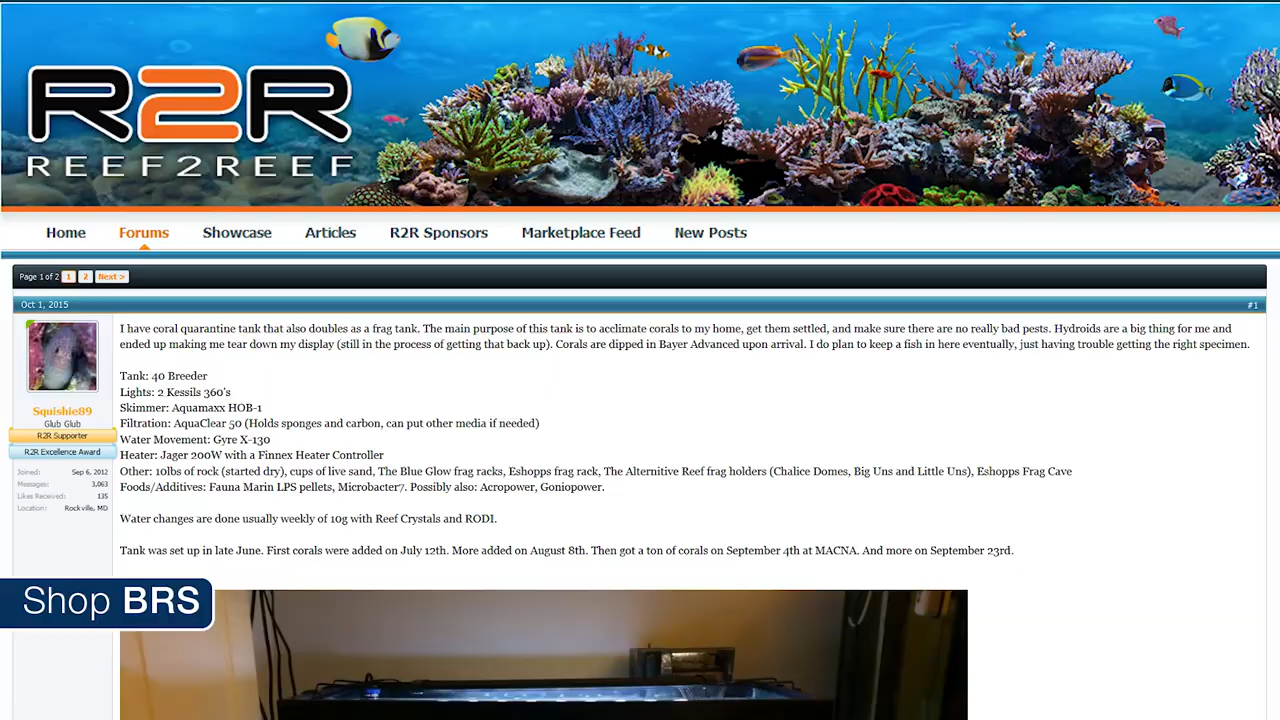 R2R
REEF2REEF
Home Forums Showcase Articles R2R Sponsors Marketplace Feed New Posts
Page 1 of 2 1 2 Next >
Oct 1, 2015 #1
I have coral quarantine tank that also doubles as a frag tank. The main purpose of this tank is to acclimate corals to my home, get them settled, and make sure there are no really bad pests. Hydroids are a big thing for me and
ended up making me tear down my display (still in the process of getting that back up). Corals are dipped in Bayer Advanced upon arrival. I do plan to keep a fish in here eventually, just having trouble getting the right specimen.
Squishie89
Glub Glub
R2R Supporter
R2R Excellence Award
Joined: Sep 6, 2012
Messages: 3,063
Likes Received: 135
Location: Rockville, MD
Tank: 40 Breeder
Lights: 2 Kessils 360's
Skimmer: Aquamaxx HOB-1
Filtration: AquaClear 50 (Holds sponges and carbon, can put other media if needed)
Water Movement: Gyre X-130
Heater: Jager 200W with a Finnex Heater Controller
Other: 10lbs of rock (started dry), cups of live sand, The Blue Glow frag racks, Eshopps frag rack, The Alternitive Reef frag holders (Chalice Domes, Big Uns and Little Uns), Eshopps Frag Cave
Foods/Additives: Fauna Marin LPS pellets, Microbacter7. Possibly also: Acropower, Goniopower.
Water changes are done usually weekly of 10g with Reef Crystals and RODI.
Tank was set up in late June. First corals were added on July 12th. More added on August 8th. Then got a ton of corals on September 4th at MACNA. And more on September 23rd.
Shop BRS